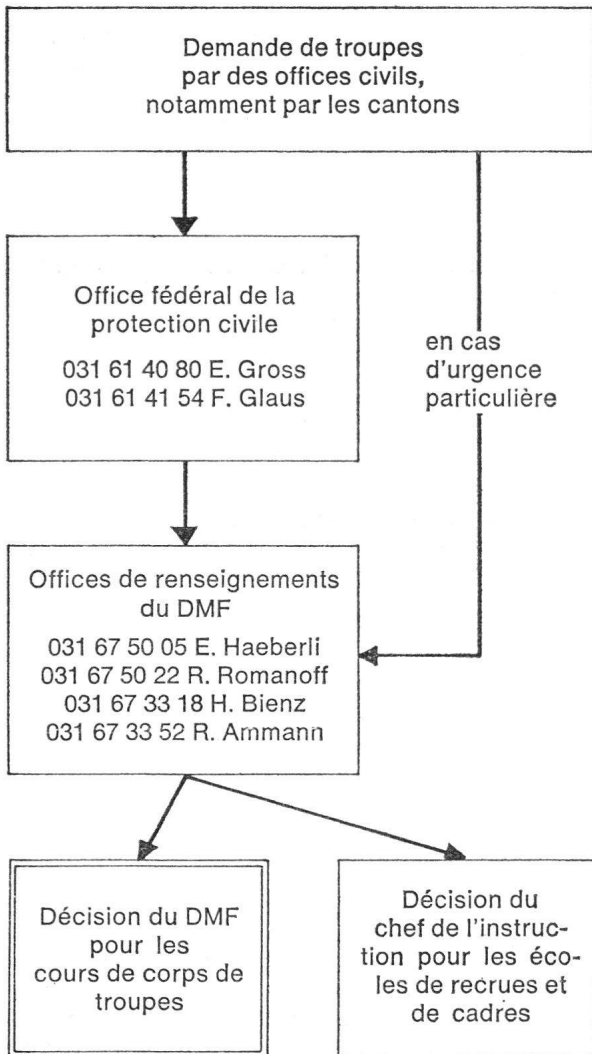 Demande de troupes
par des offices civils,
notamment par les cantons
Office fédéral de la
protection civile
031 61 40 80 E. Gross
031 61 41 54 F. Glaus
en cas
d'urgence
particulière
Offices de renseignements
du DMF
031 67 50 05 E. Haeberli
031 67 50 22 R. Romanoff
031 67 33 18 H. Bienz
031 67 33 52 R. Ammann
Décision du DMF
pour les
cours de corps de
troupes
Décision du
chef de l'instruc-
tion pour les éco-
les de recrues et
de cadres